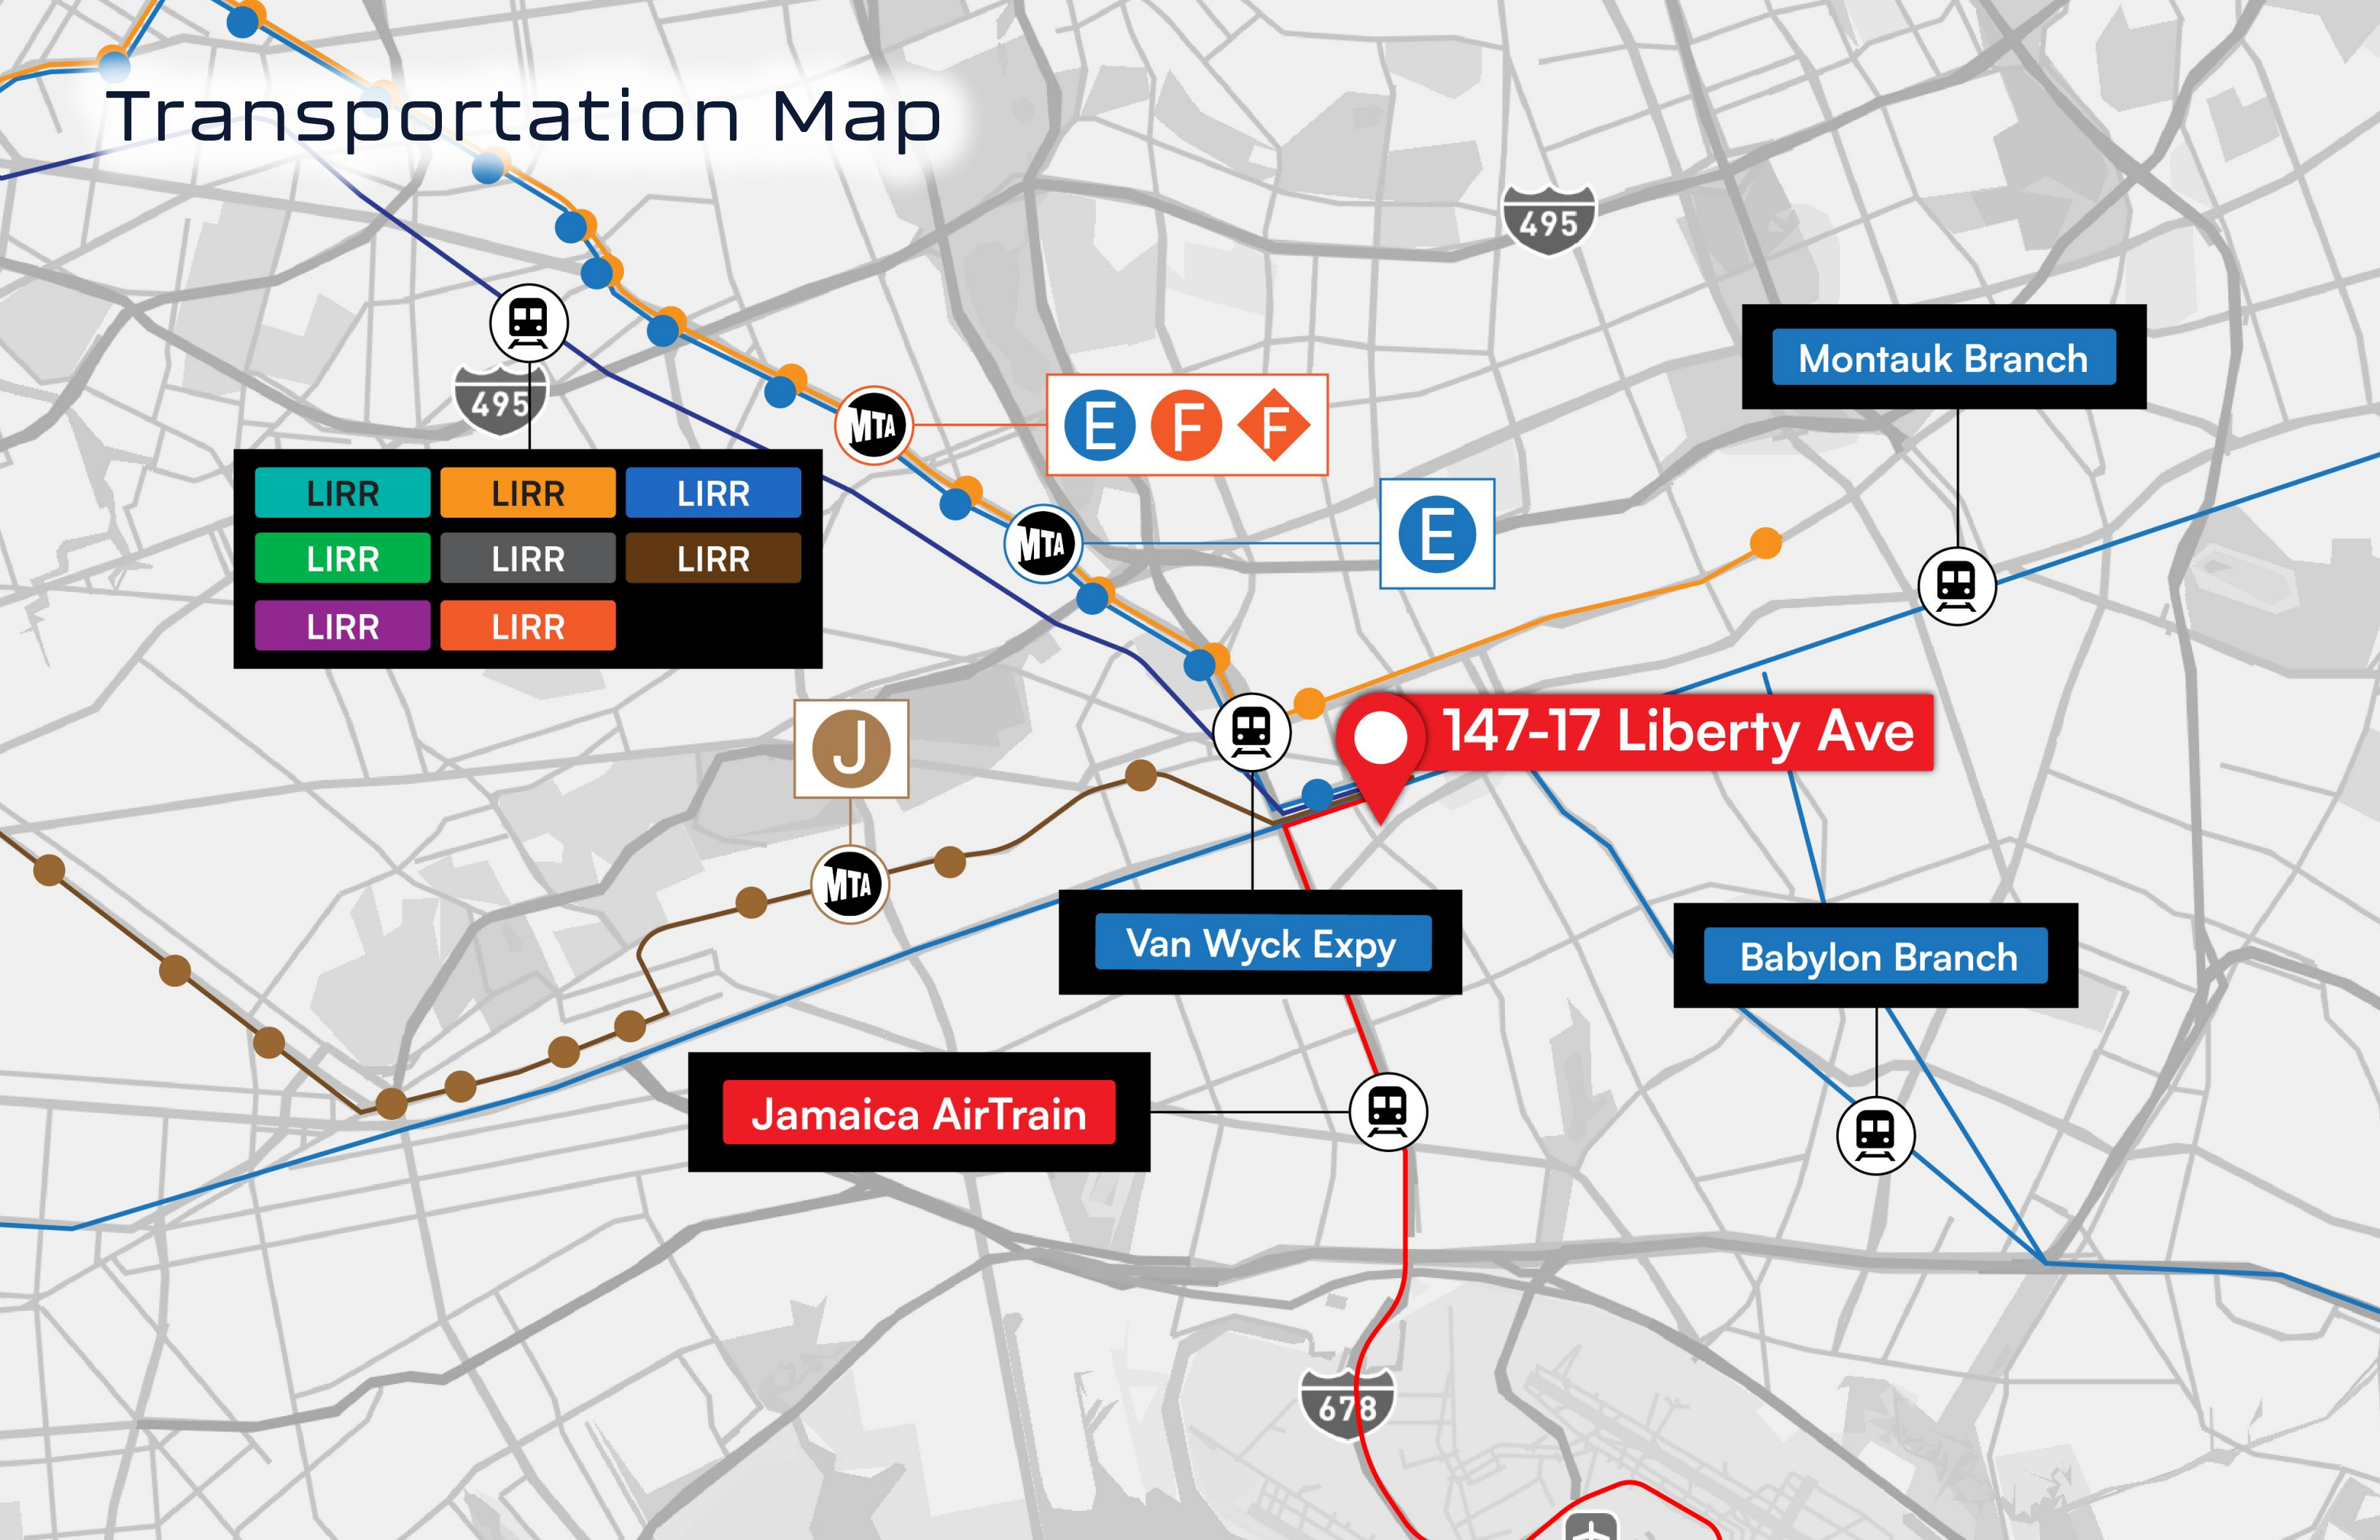 Transportation Map
495
Montauk Branch
MTA
E F F
495
LIRR LIRR LIRR
LIRR LIRR LIRR
LIRR LIRR
MTA
E
147-17 Liberty Ave
J
MTA
Van Wyck Expy
Babylon Branch
Jamaica AirTrain
678